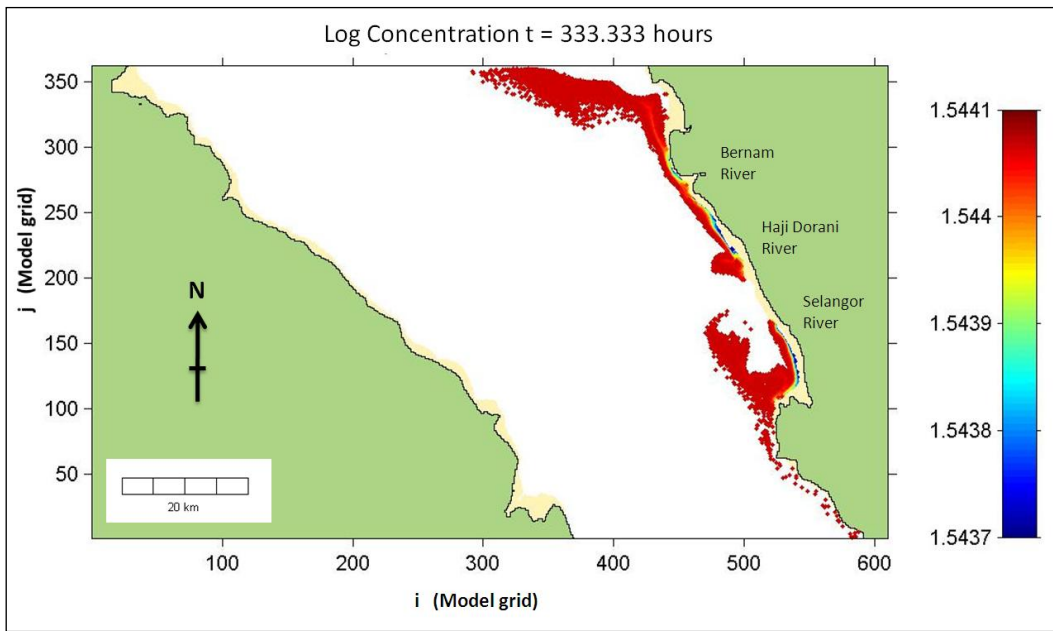 Log Concentration t = 333.333 hours
350
300
250
200
150
100
50
j (Model grid)
N
20 km
Bernam
River
Haji Dorani
River
Selangor
River
100
200
300
400
500
600
i (Model grid)
1.5441
1.544
1.5439
1.5438
1.5437